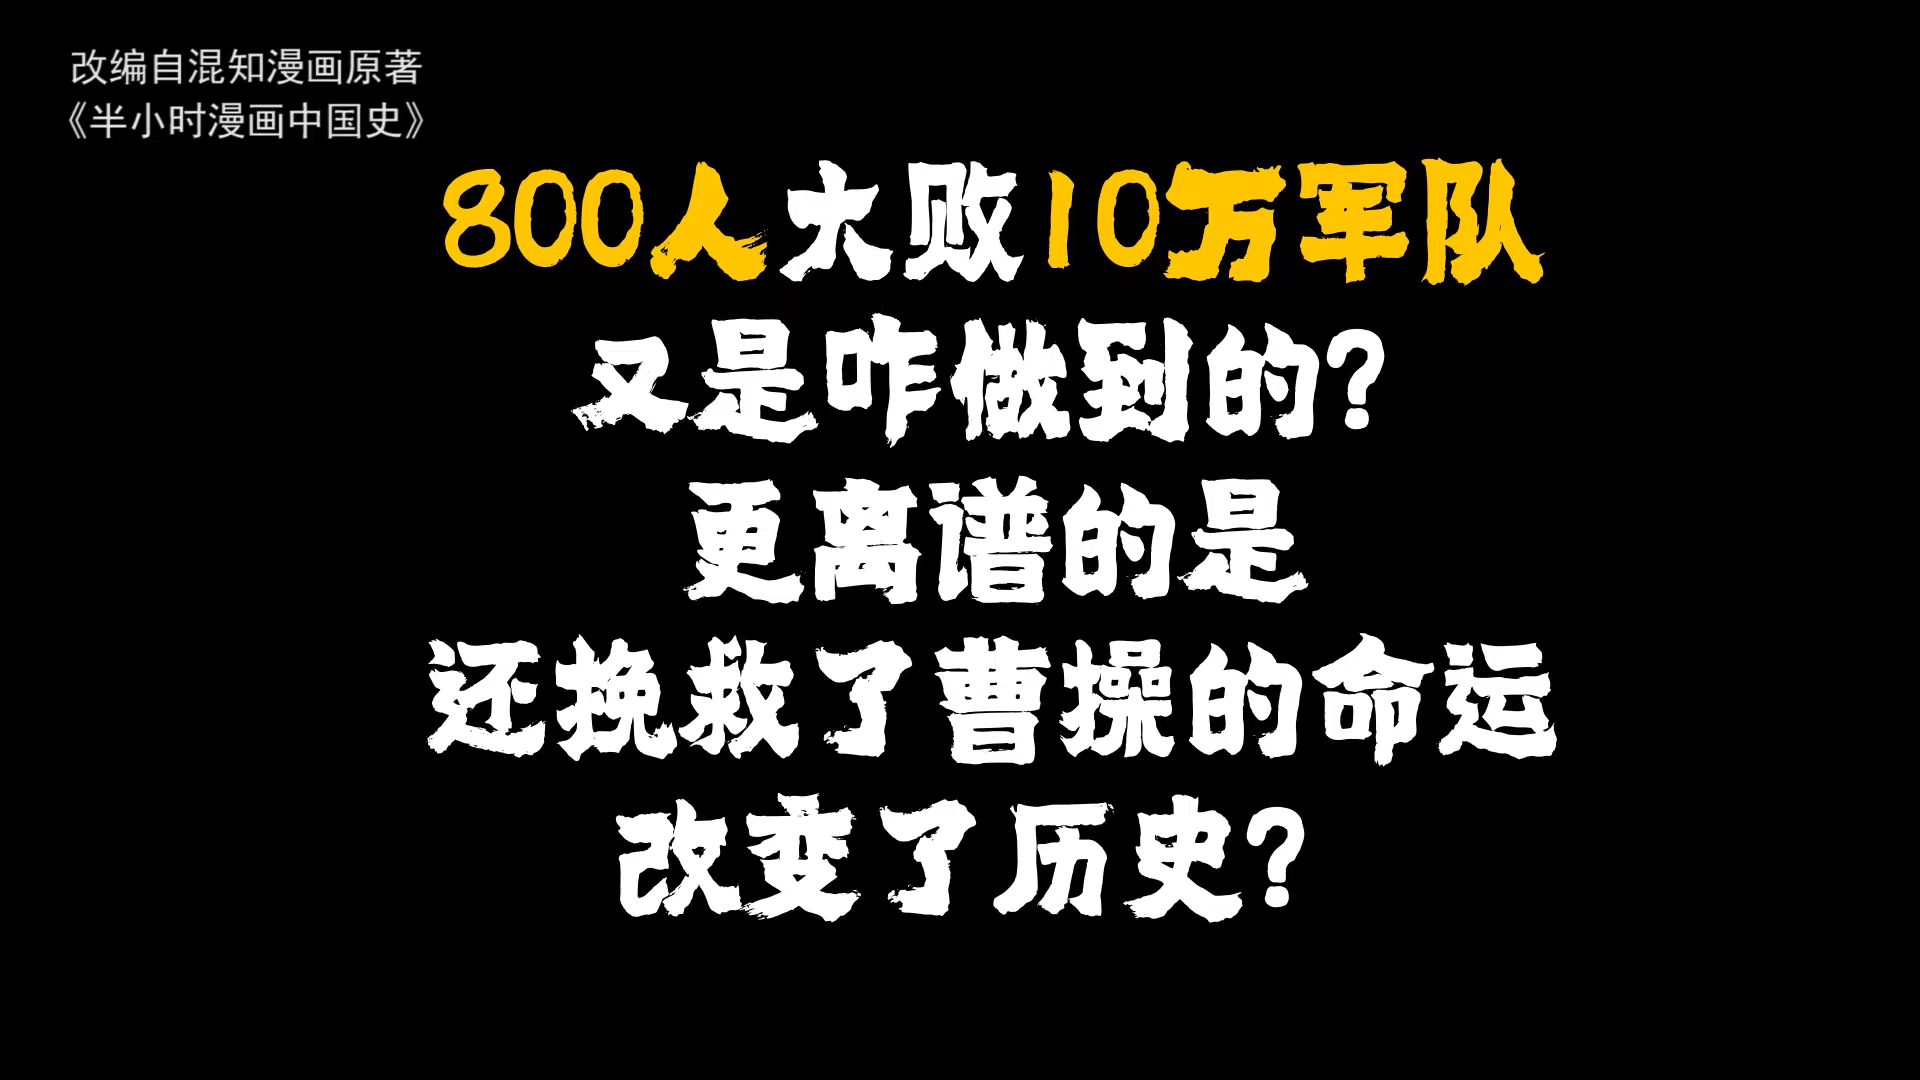 改编自混知漫画原著
《半小时漫画中国史》
800人大败10万军队
又是咋做到的?
更离谱的是
还挽救了曹操的命运
改变了历史?